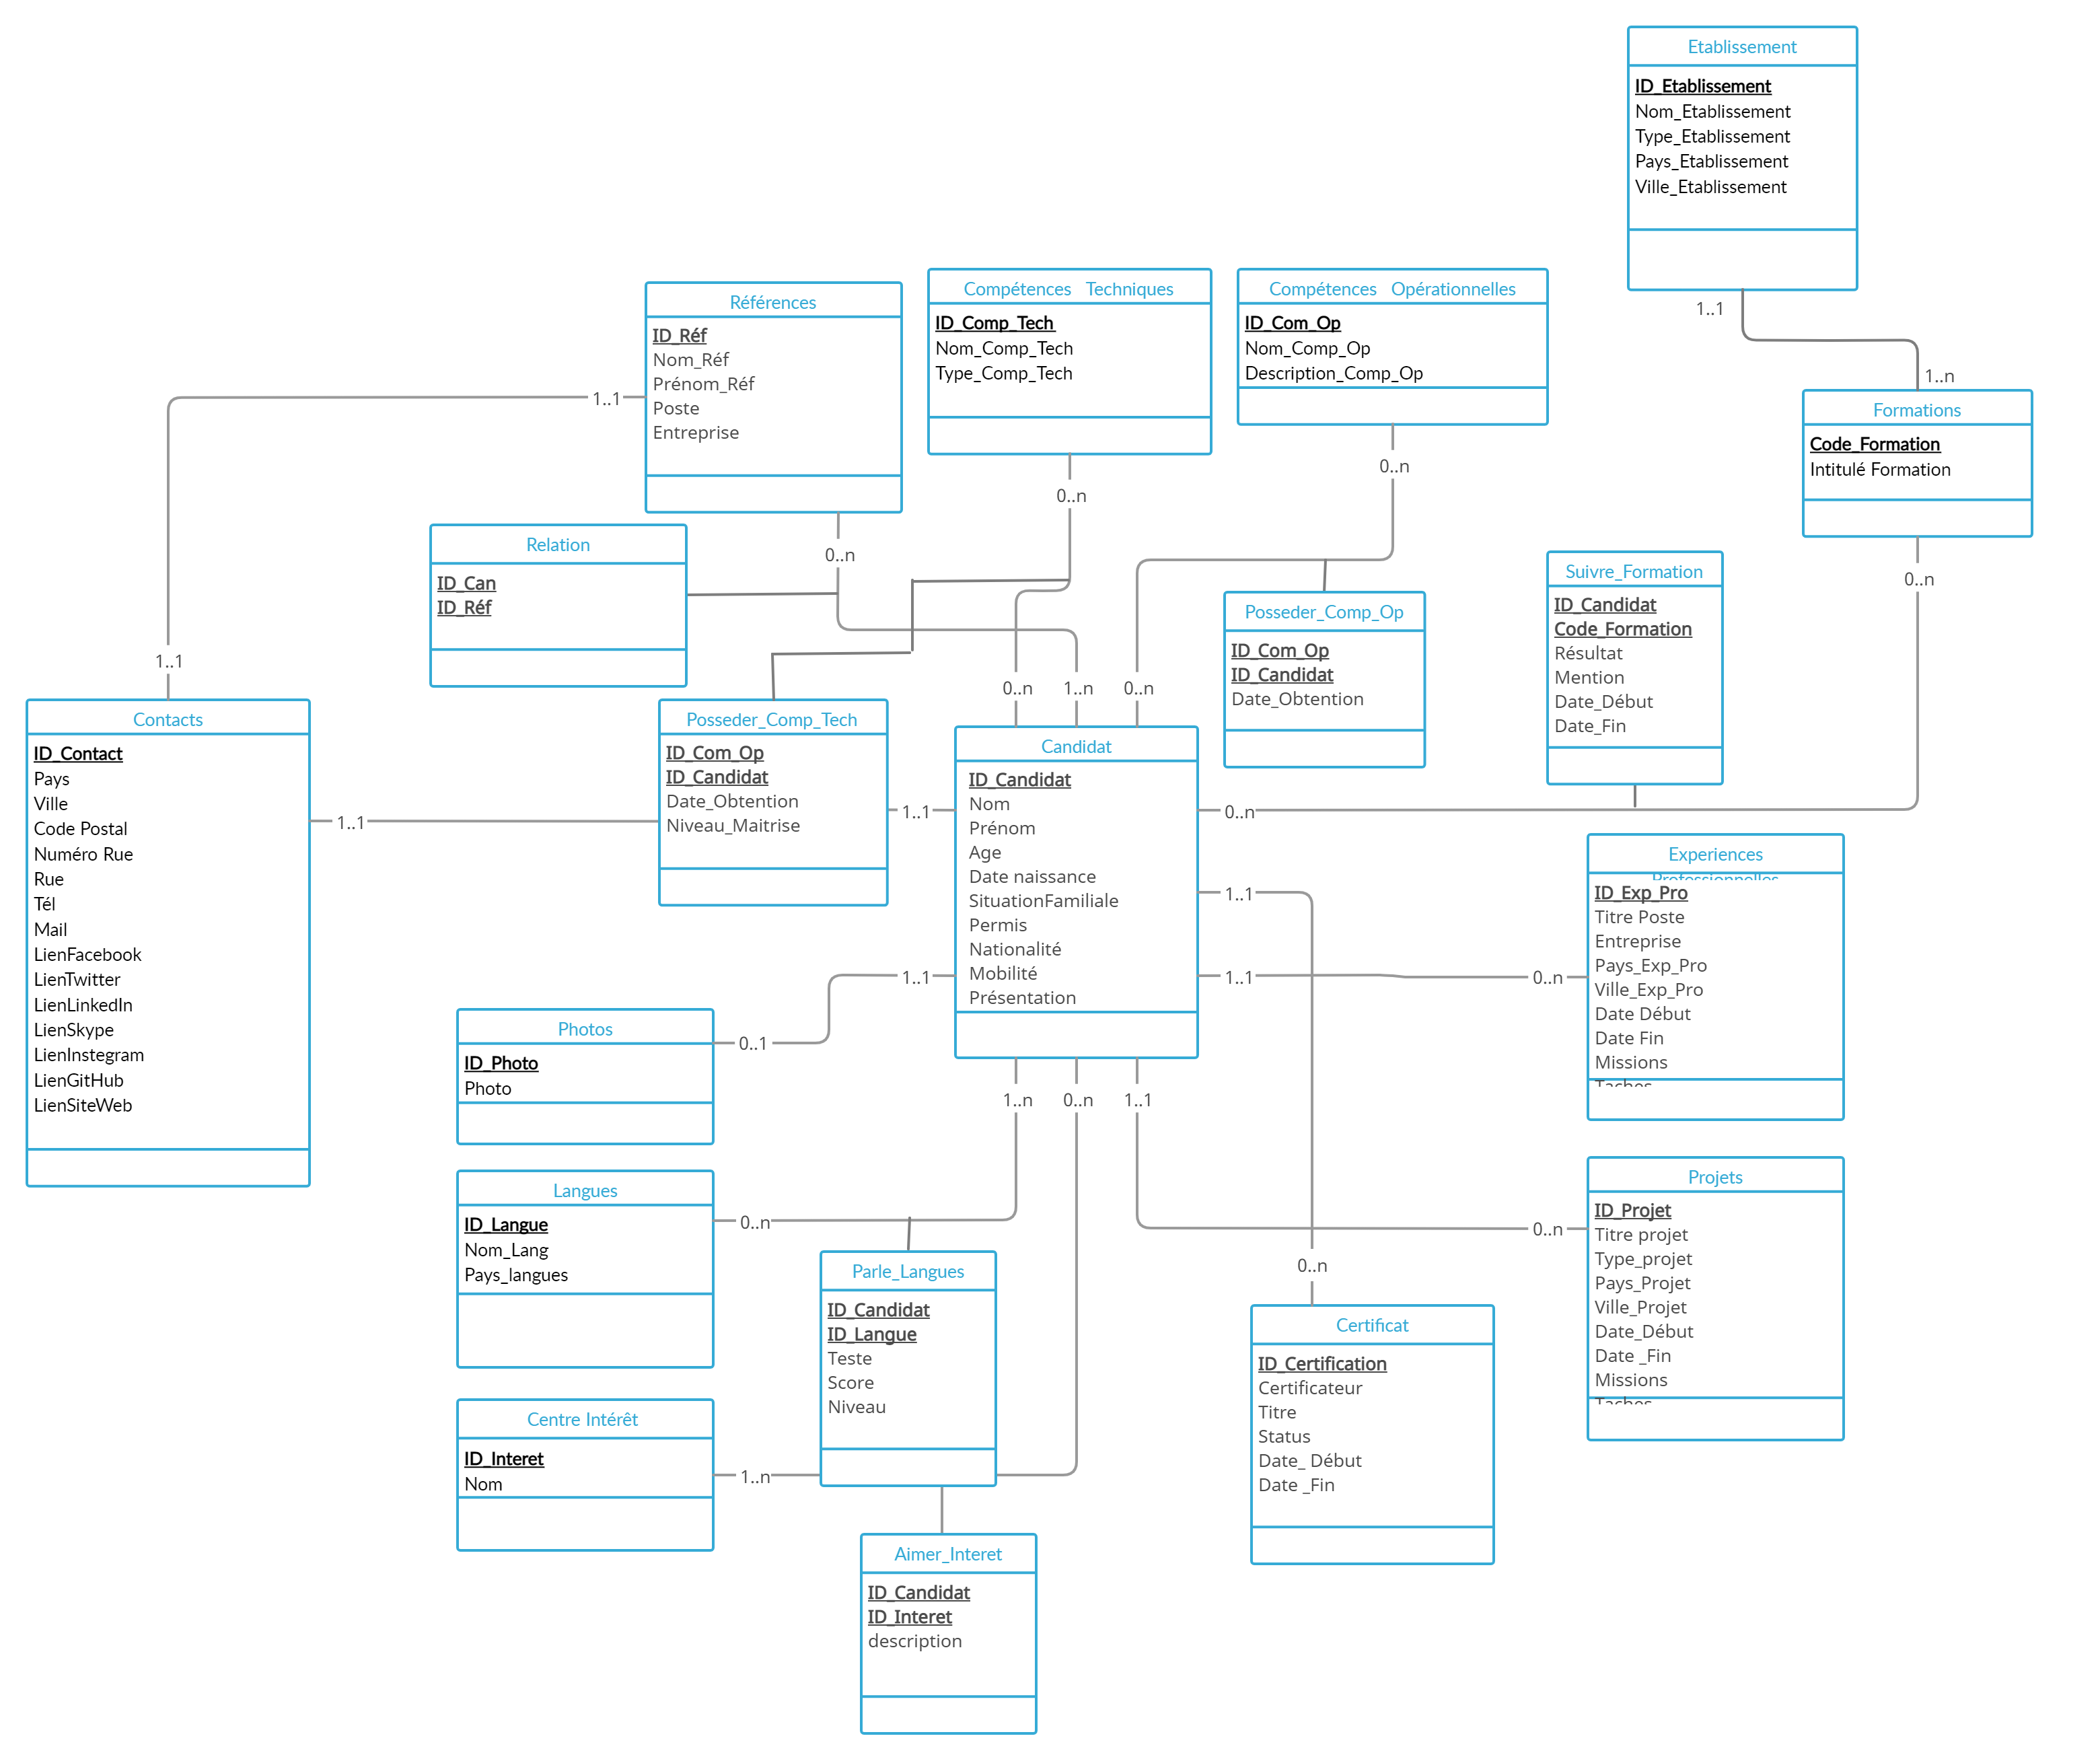 Etablissement
ID_Etablissement
Nom_Etablissement
Type_Etablissement
Pays_Etablissement
Ville_Etablissement
1..1
1..n
Formations
Code_Formation
Intitulé Formation
0..n
Références
ID_Réf
Nom_Réf
Prénom_Réf
Poste
Entreprise
1..1
0..n
Compétences Techniques
ID_Comp_Tech
Nom_Comp_Tech
Type_Comp_Tech
0..n
Compétences Opérationnelles
ID_Com_Op
Nom_Comp_Op
Description_Comp_Op
0..n
Relation
ID_Can
ID_Réf
Posseder_Comp_Op
ID_Com_Op
ID_Candidat
Date_Obtention
Suivre_Formation
ID_Candidat
Code_Formation
Résultat
Mention
Date_Début
Date_Fin
1..1
Contacts
ID_Contact
Pays
Ville
Code Postal
Numéro Rue
Rue
Tél
Mail
LienFacebook
LienTwitter
LienLinkedIn
LienSkype
LienInstegram
LienGitHub
LienSiteWeb
1..1
Posseder_Comp_Tech
ID_Com_Op
ID_Candidat
Date_Obtention
Niveau_Maitrise
1..1
0..n
1..n
0..n
Candidat
ID_Candidat
Nom
Prénom
Age
Date naissance
SituationFamiliale
Permis
Nationalité
Mobilité
Présentation
0..n
1..1
1..1
0..n
1..1
Experiences
Professionnelles
ID_Exp_Pro
Titre Poste
Entreprise
Pays_Exp_Pro
Ville_Exp_Pro
Date Début
Date Fin
Missions
Taches
Photos
ID_Photo
Photo
0..1
1..n
0..n
1..1
Langues
ID_Langue
Nom_Lang
Pays_langues
0..n
Parle_Langues
ID_Candidat
ID_Langue
Teste
Score
Niveau
0..n
0..n
Projets
ID_Projet
Titre projet
Type_projet
Pays_Projet
Ville_Projet
Date_Début
Date _Fin
Missions
Taches
Certificat
ID_Certification
Certificateur
Titre
Status
Date_ Début
Date _Fin
Centre Intérêt
ID_Interet
Nom
1..n
Aimer_Interet
ID_Candidat
ID_Interet
description